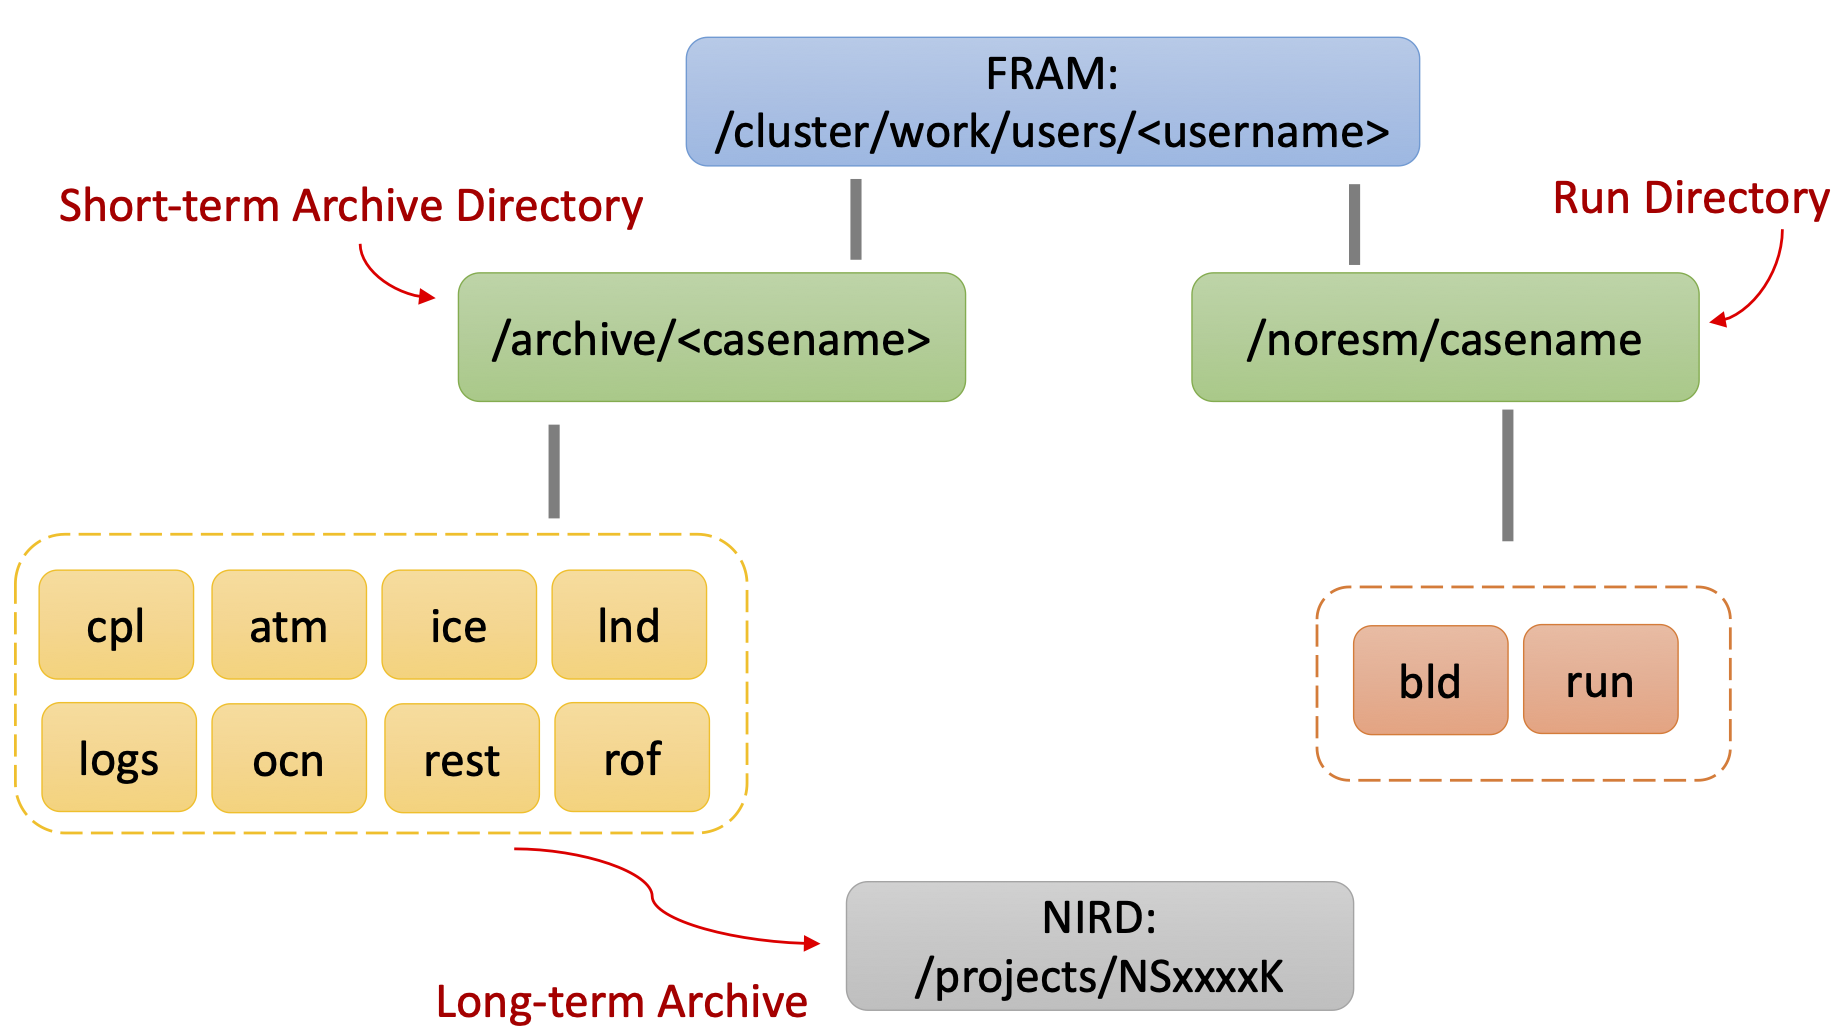 FRAM:
/cluster/work/users/<username>
Short-term Archive Directory
Run Directory
/archive/<casename>
/noresm/casename
cpl
atm
ice
lnd
logs
ocn
rest
rof
bld
run
NIRD:
/projects/NSxxxxK
Long-term Archive